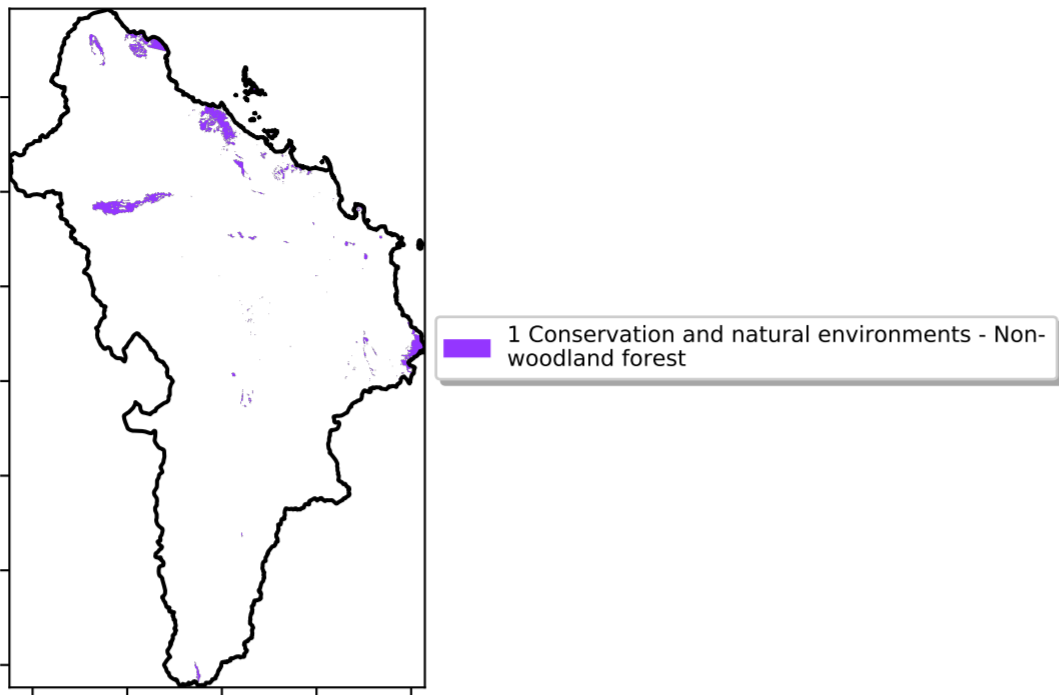 1 Conservation and natural environments - Non-
woodland forest